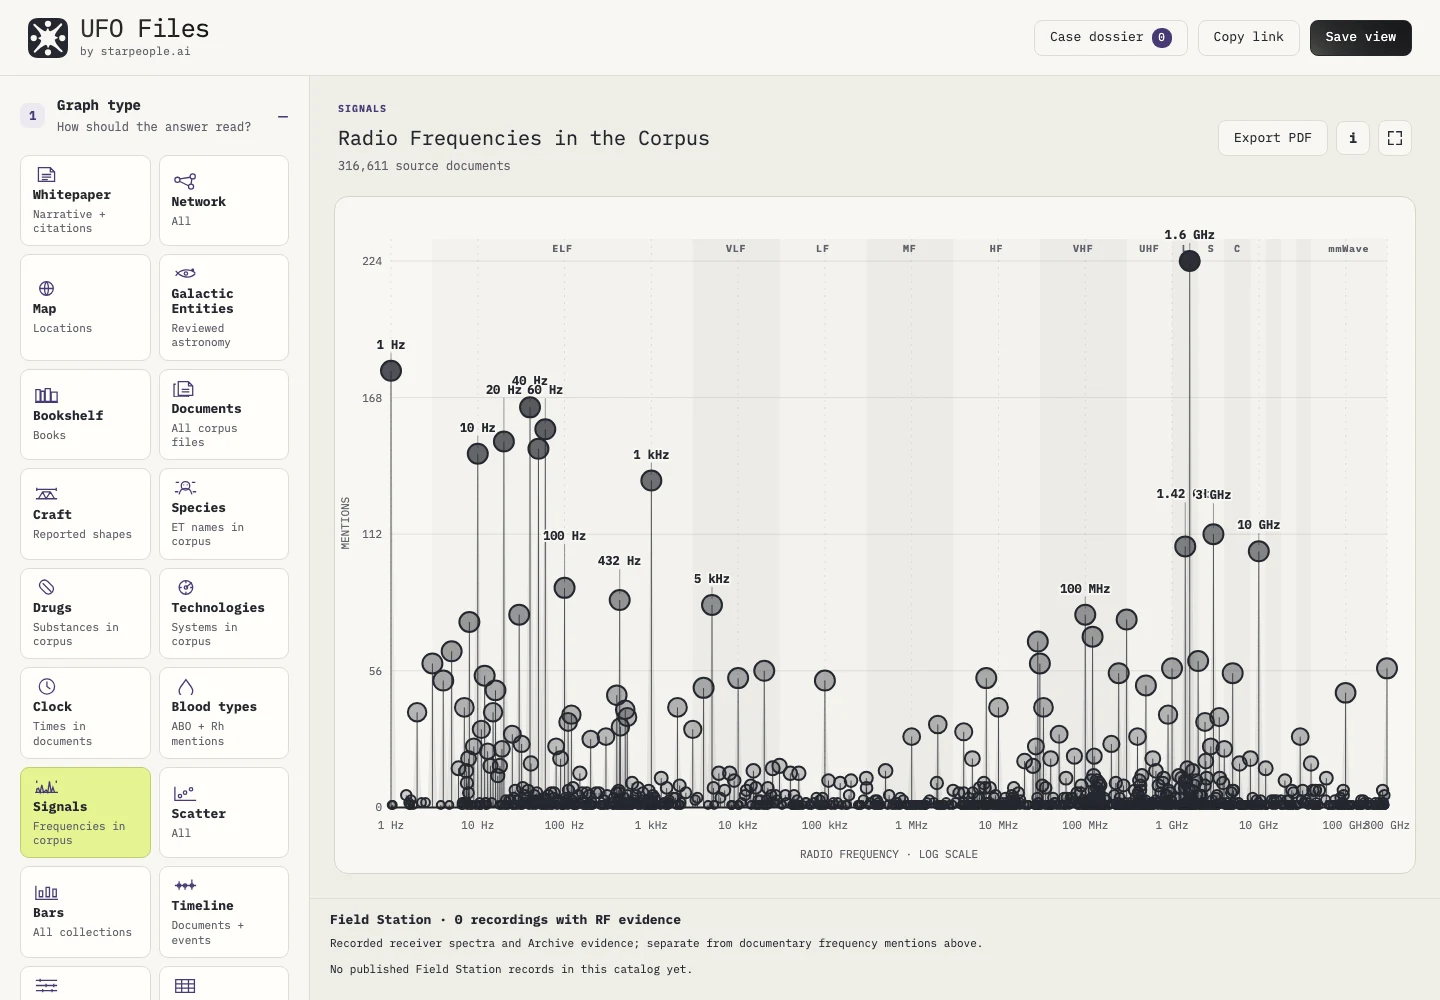 UFO Files
by starpeople.ai
Case dossier 0
Copy link
Save view
1
Graph type
How should the answer read?
Whitepaper
Narrative +
citations
Network
All
Map
Locations
Galactic
Entities
Reviewed
astronomy
Bookshelf
Books
Documents
All corpus
files
Craft
Reported shapes
Species
ET names in
corpus
Drugs
Substances in
corpus
Technologies
Systems in
corpus
Clock
Times in
documents
Blood types
ABO + Rh
mentions
Signals
Frequencies in
corpus
Scatter
All
Bars
All collections
Timeline
Documents +
events
SIGNALS
Radio Frequencies in the Corpus
316,611 source documents
Export PDF
i
ELF VLF LF MF HF VHF UHF S C mmWave
1.6 GHz
1 Hz
40 Hz
20 Hz 60 Hz
10 Hz
1 kHz
1.42
GHz
10 GHz
100 Hz
432 Hz
5 kHz
100 MHz
MENTIONS
224
168
112
56
0
1 Hz 10 Hz 100 Hz 1 kHz 10 kHz 100 kHz 1 MHz 10 MHz 100 MHz 1 GHz 10 GHz 100 GHz 300 GHz
RADIO FREQUENCY · LOG SCALE
Field Station · 0 recordings with RF evidence
Recorded receiver spectra and Archive evidence; separate from documentary frequency mentions above.
No published Field Station records in this catalog yet.